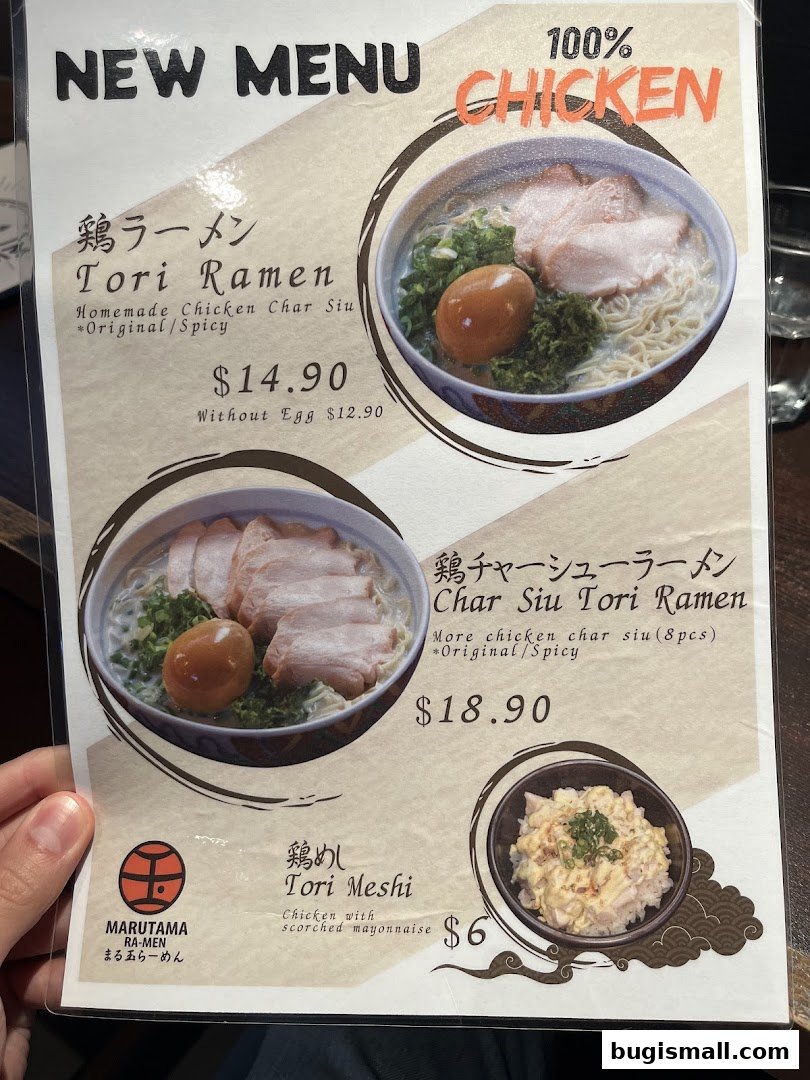 NEW MENU
100%
CHICKEN
鶏ラーメン
Tori Ramen
Homemade Chicken Char Siu
*Original/Spicy
$14.90
Without Egg $12.90
鶏チャーシューラーメン
Char Siu Tori Ramen
More chicken char siu(8pcs)
*Original/Spicy
$18.90
鶏めし
Tori Meshi
Chicken with
scorched mayonnaise
$6
玉
MARUTAMA
RA-MEN
まる玉らーめん
bugismall.com